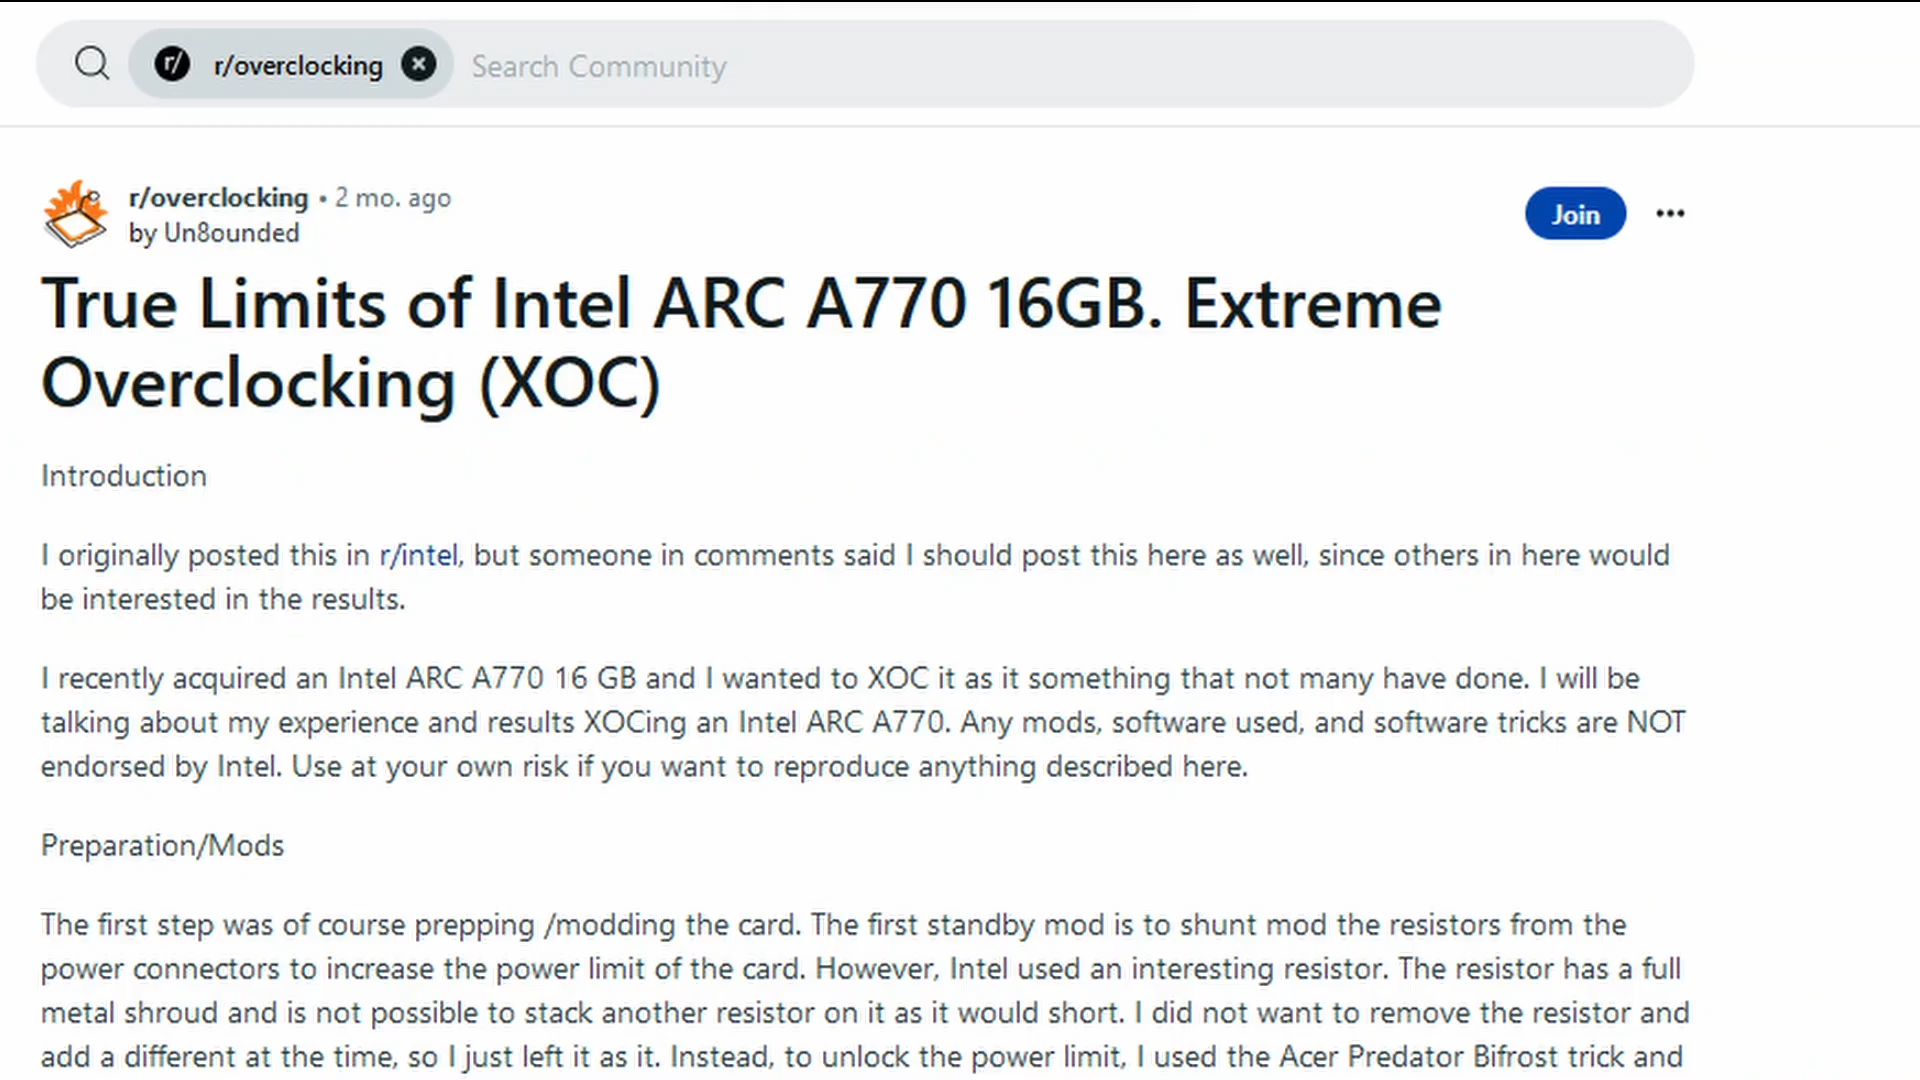 r/ r/overclocking Search Community
r/overclocking • 2 mo. ago
by Un8ounded
Join
True Limits of Intel ARC A770 16GB. Extreme
Overclocking (XOC)
Introduction
I originally posted this in r/intel, but someone in comments said I should post this here as well, since others in here would
be interested in the results.
I recently acquired an Intel ARC A770 16 GB and I wanted to XOC it as it something that not many have done. I will be
talking about my experience and results XOCing an Intel ARC A770. Any mods, software used, and software tricks are NOT
endorsed by Intel. Use at your own risk if you want to reproduce anything described here.
Preparation/Mods
The first step was of course prepping /modding the card. The first standby mod is to shunt mod the resistors from the
power connectors to increase the power limit of the card. However, Intel used an interesting resistor. The resistor has a full
metal shroud and is not possible to stack another resistor on it as it would short. I did not want to remove the resistor and
add a different at the time, so I just left it as it. Instead, to unlock the power limit, I used the Acer Predator Bifrost trick and